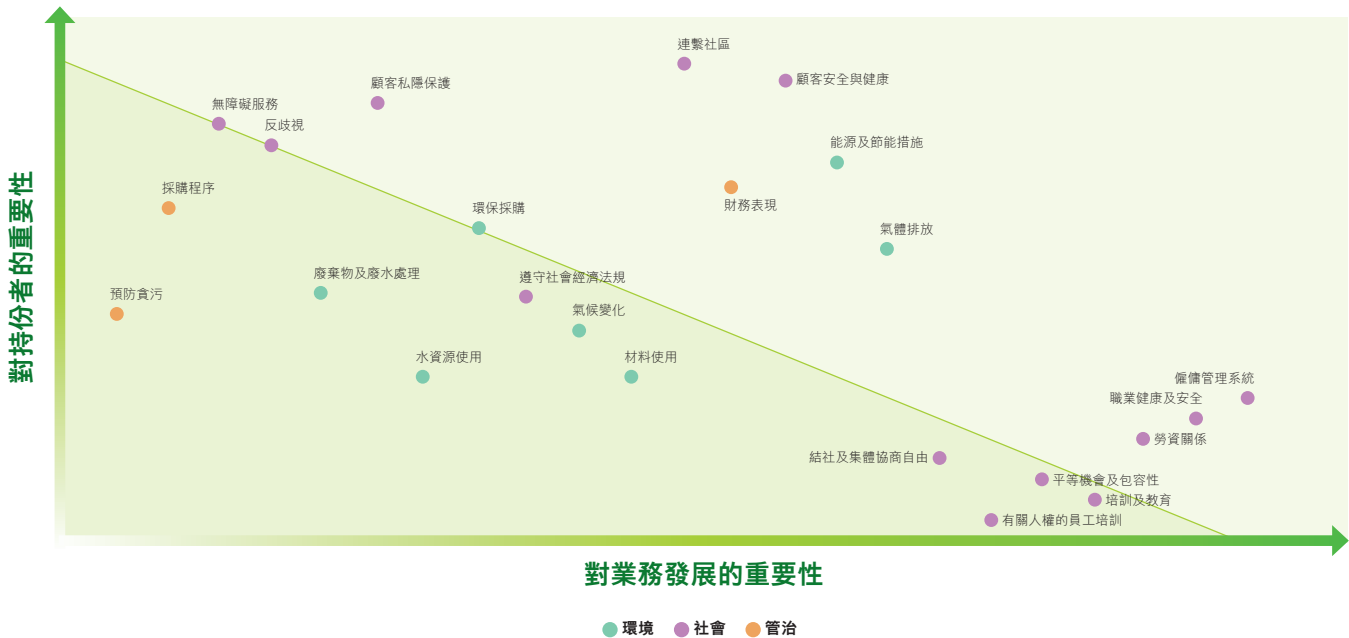 連繫社區
顧客安全與健康
顧客私隱保護
無障礙服務
反歧視
能源及節能措施
採購程序
財務表現
環保採購
氣體排放
廢棄物及廢水處理
遵守社會經濟法規
預防貪污
氣候變化
水資源使用
材料使用
僱傭管理系統
職業健康及安全
勞資關係
結社及集體協商自由
平等機會及包容性
培訓及教育
有關人權的員工培訓
對持份者的重要性
對業務發展的重要性
環境 社會 管治